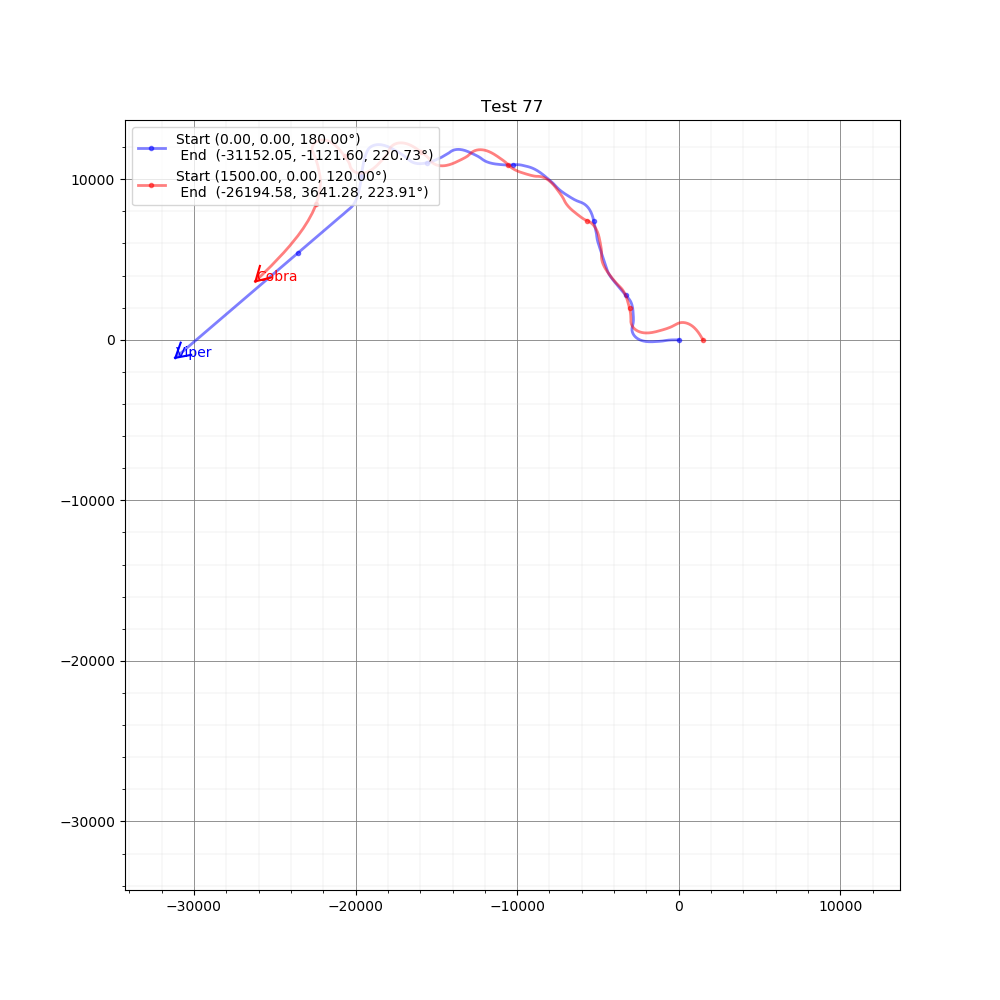 Test 77
Start (0.00, 0.00, 180.00°)
End  (-31152.05, -1121.60, 220.73°)
Start (1500.00, 0.00, 120.00°)
End  (-26194.58, 3641.28, 223.91°)
Cobra
Viper
10000
0
−10000
−20000
−30000
−30000
−20000
−10000
0
10000